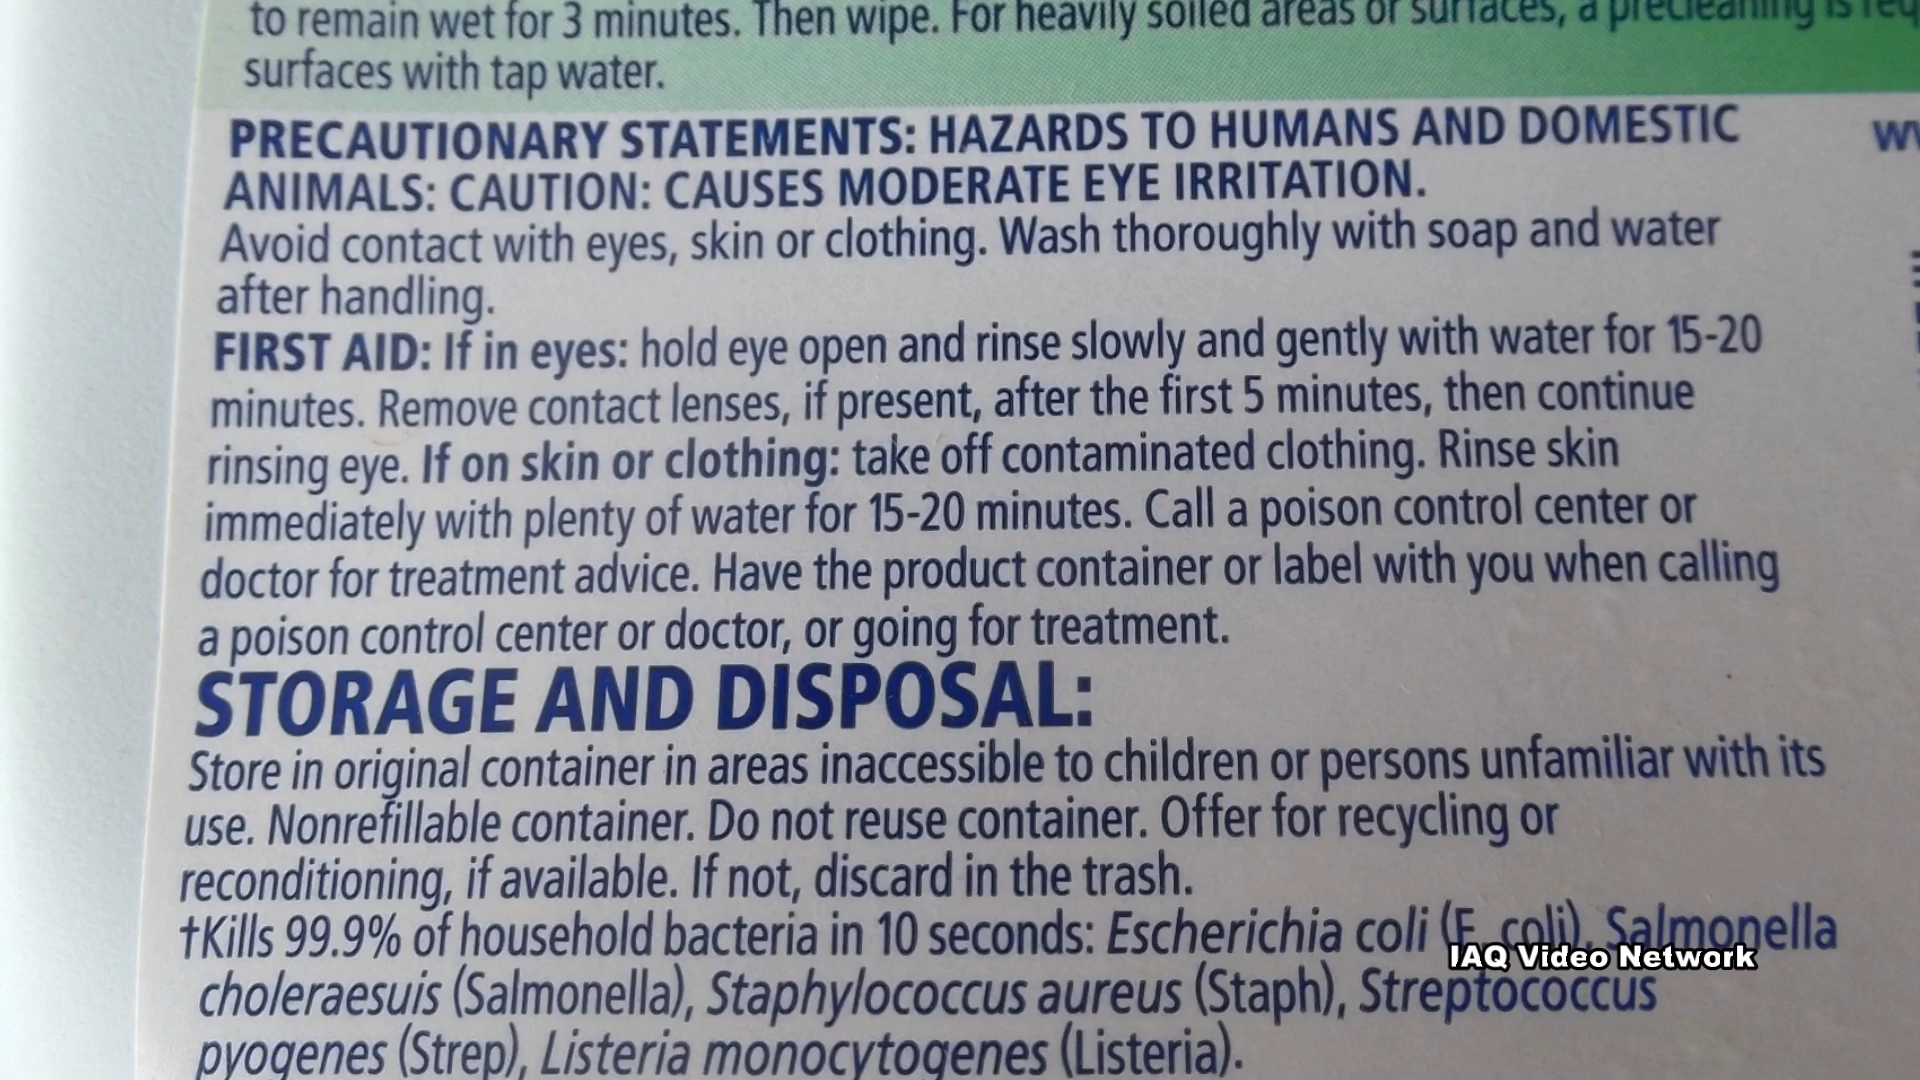 to remain wet for 3 minutes. Then wipe. For heavily soiled areas or surfaces, a precleaning is
surfaces with tap water.
PRECAUTIONARY STATEMENTS: HAZARDS TO HUMANS AND DOMESTIC
ANIMALS: CAUTION: CAUSES MODERATE EYE IRRITATION.
Avoid contact with eyes, skin or clothing. Wash thoroughly with soap and water
after handling.
FIRST AID: If in eyes: hold eye open and rinse slowly and gently with water for 15-20
minutes. Remove contact lenses, if present, after the first 5 minutes, then continue
rinsing eye. If on skin or clothing: take off contaminated clothing. Rinse skin
immediately with plenty of water for 15-20 minutes. Call a poison control center or
doctor for treatment advice. Have the product container or label with you when calling
a poison control center or doctor, or going for treatment.
STORAGE AND DISPOSAL:
Store in original container in areas inaccessible to children or persons unfamiliar with its
use. Nonrefillable container. Do not reuse container. Offer for recycling or
reconditioning, if available. If not, discard in the trash.
†Kills 99.9% of household bacteria in 10 seconds: Escherichia coli (E. coli), Salmonella
choleraesuis (Salmonella), Staphylococcus aureus (Staph), Streptococcus
pyogenes (Strep), Listeria monocytogenes (Listeria).
IAQ Video Network